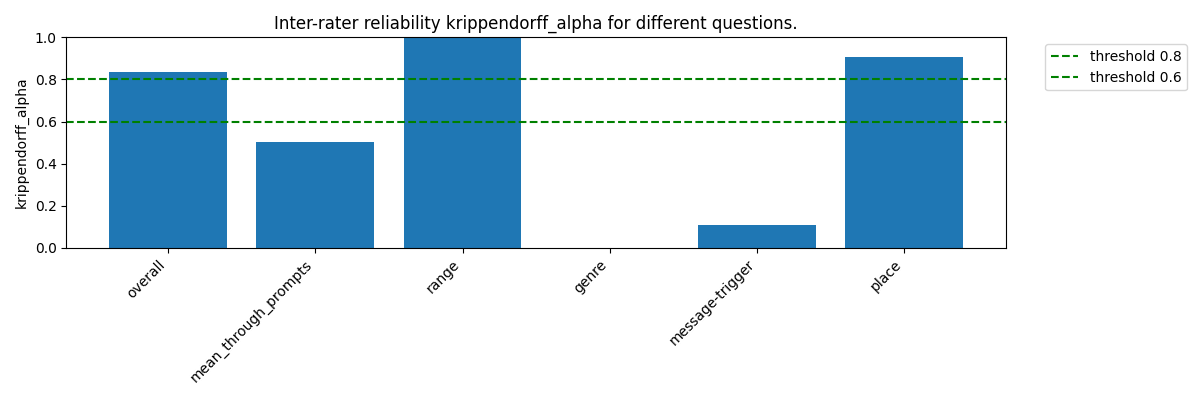 Inter-rater reliability krippendorff_alpha for different questions.
krippendorff_alpha
1.0
0.8
0.6
0.4
0.2
0.0
overall
mean_through_prompts
range
genre
message-trigger
place
threshold 0.8
threshold 0.6